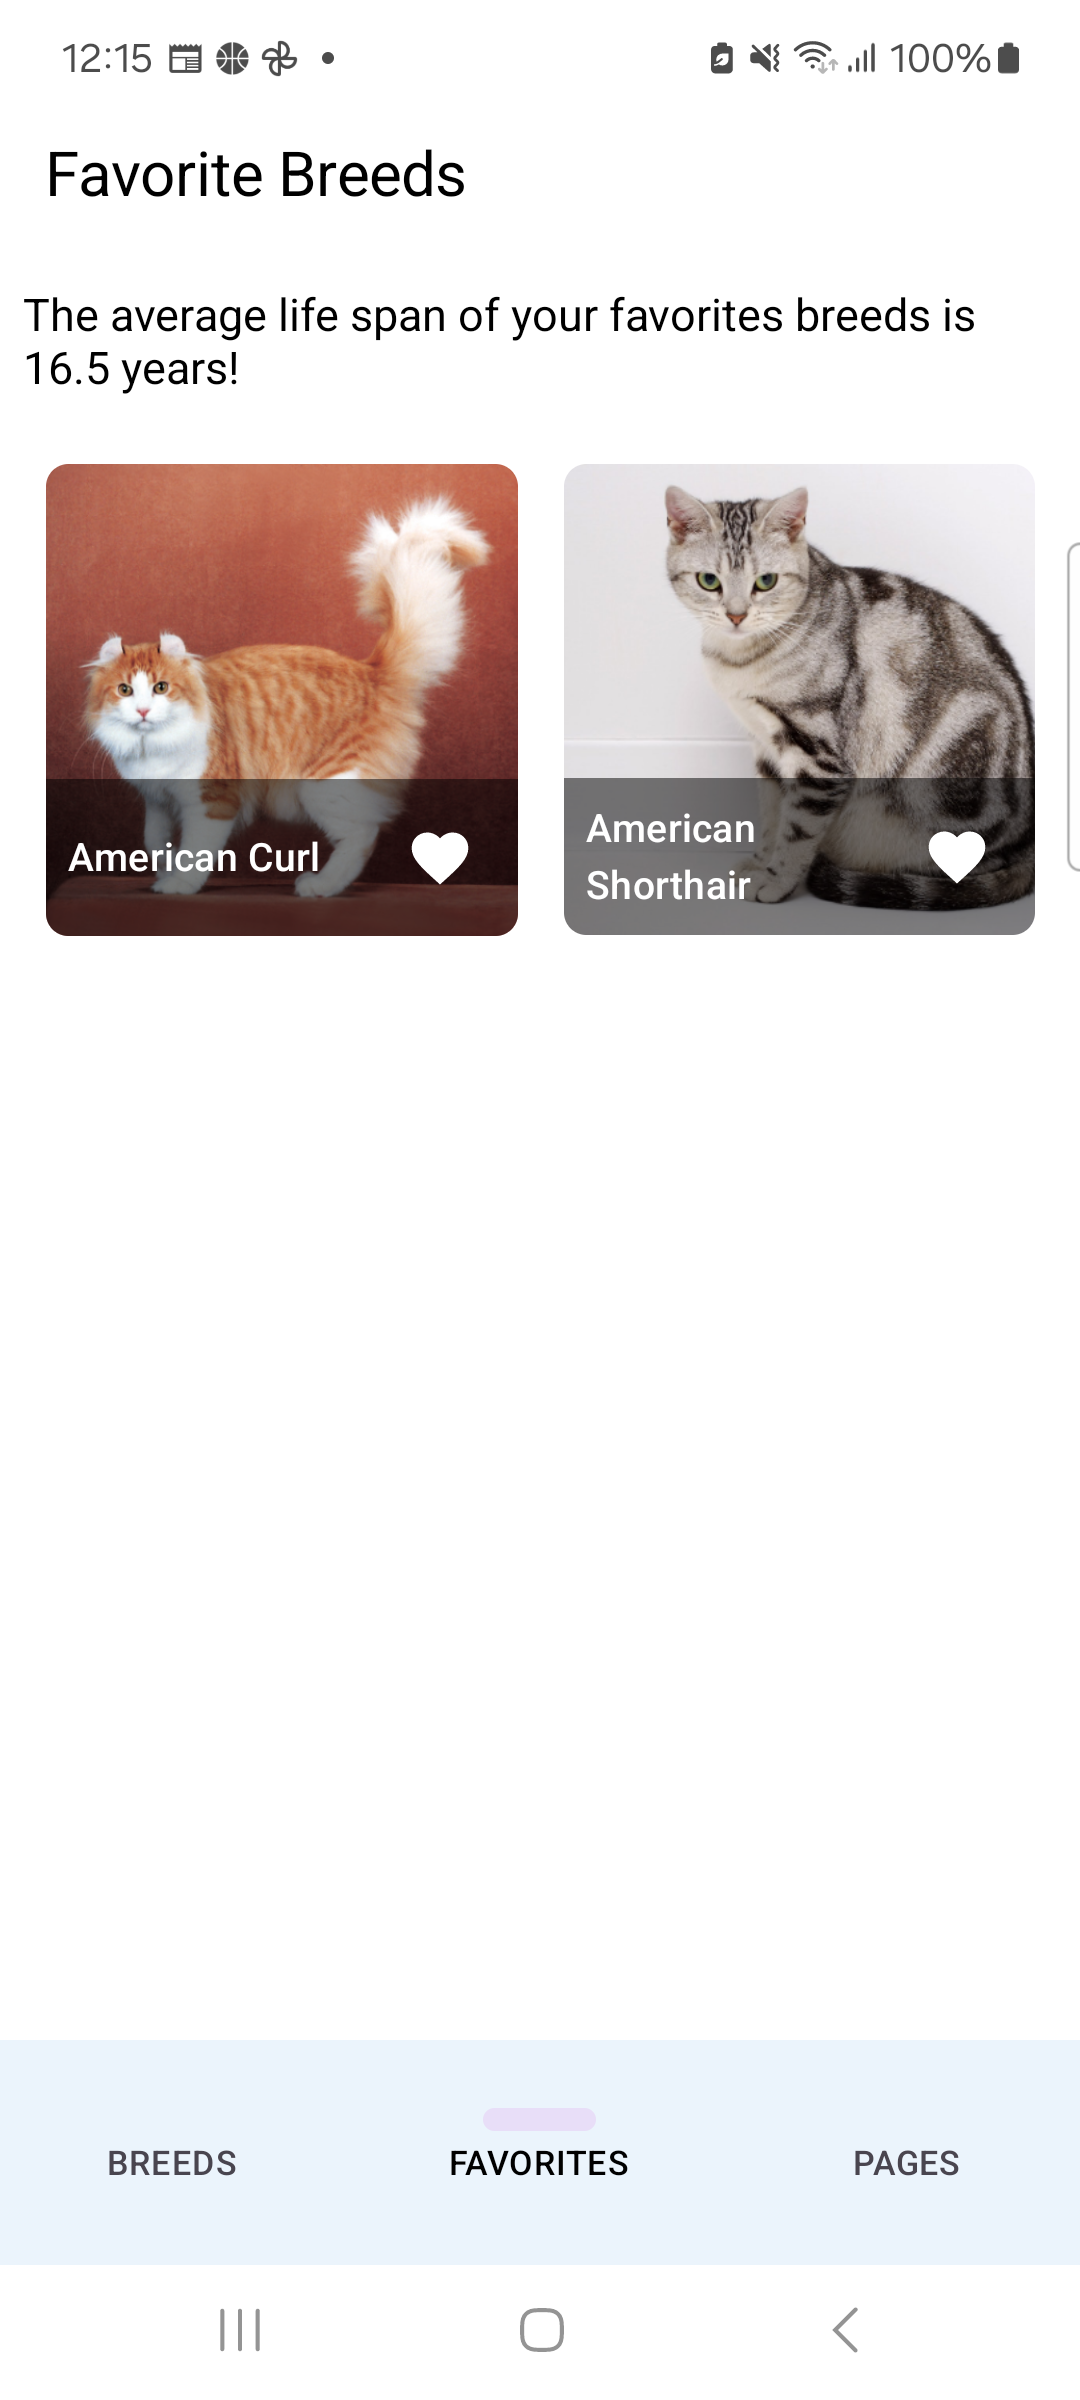 12:15
100%
Favorite Breeds
The average life span of your favorites breeds is
16.5 years!
American Curl
American
Shorthair
BREEDS
FAVORITES
PAGES